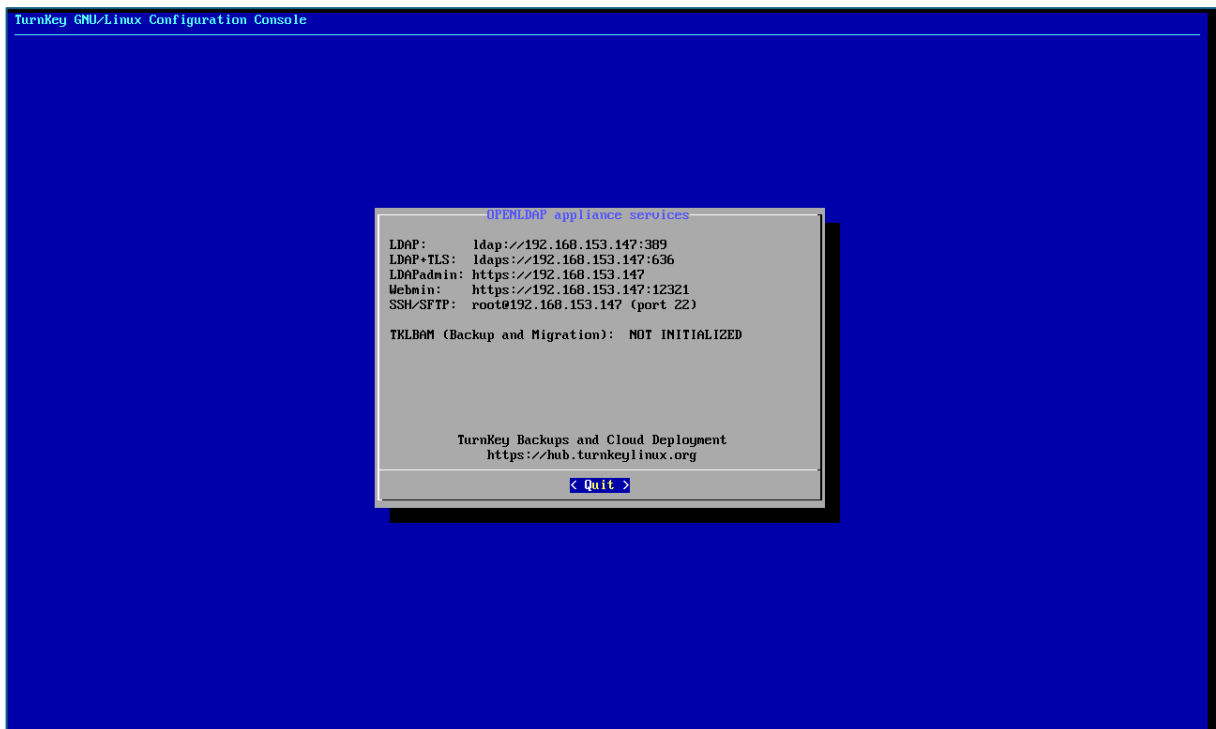 TurnKey GNU/Linux Configuration Console
OPENLDAP appliance services
LDAP: ldap://192.168.153.147:389
LDAP+TLS: ldaps://192.168.153.147:636
LDAPadmin: https://192.168.153.147
Webmin: https://192.168.153.147:12321
SSH/SFTP: root@192.168.153.147 (port 22)
TKLBAM (Backup and Migration): NOT INITIALIZED
TurnKey Backups and Cloud Deployment
https://hub.turnkeylinux.org
< Quit >